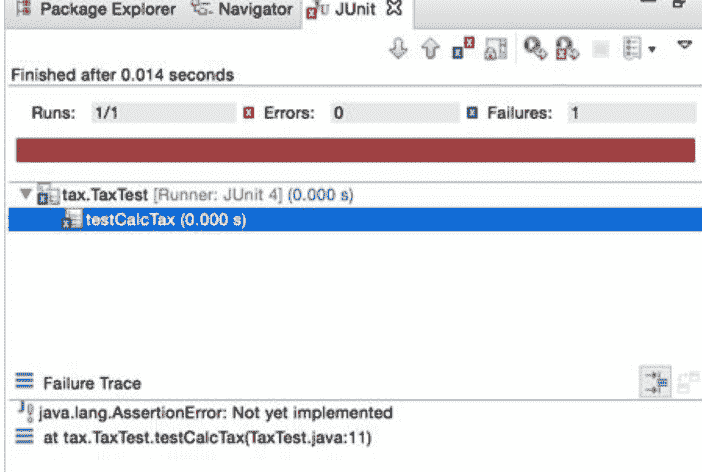 Package Explorer Navigator JUnit
Finished after 0.014 seconds
Runs: 1/1 Errors: 0 Failures: 1
tax.TaxTest [Runner: JUnit 4] (0.000 s)
testCalcTax (0.000 s)
Failure Trace
java.lang.AssertionError: Not yet implemented
at tax.TaxTest.testCalcTax(TaxTest.java:11)